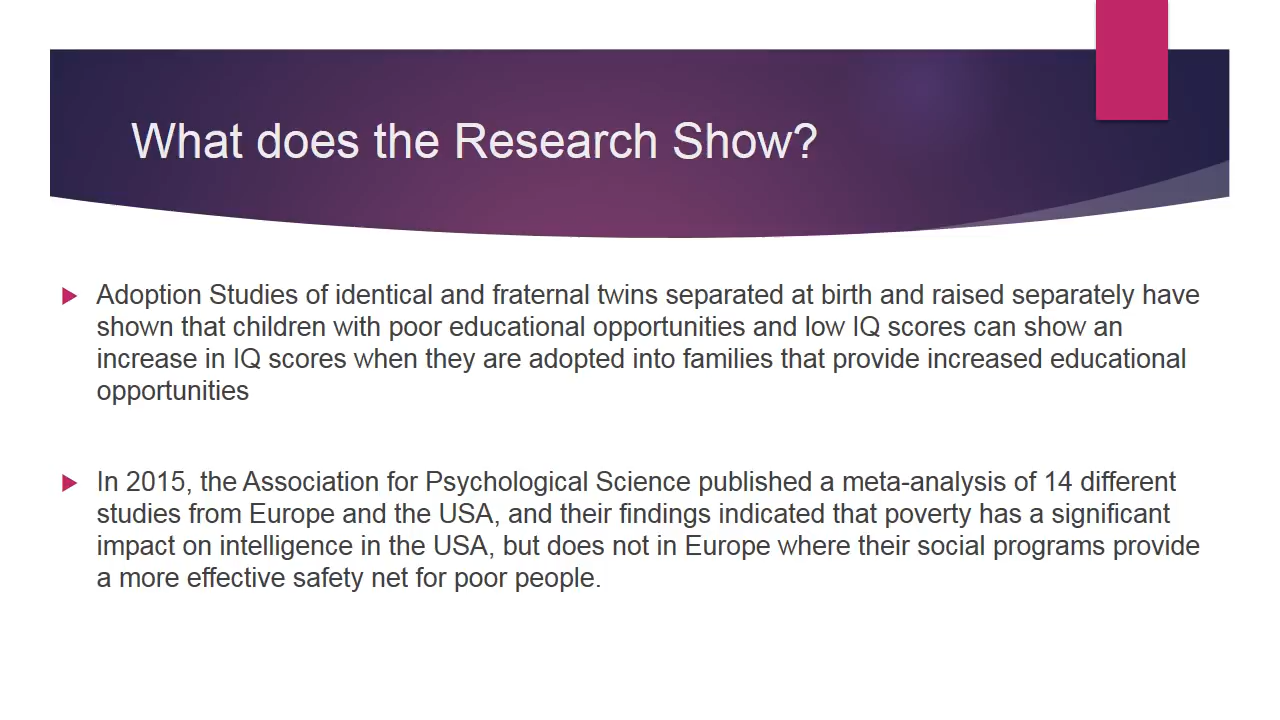 What does the Research Show?
Adoption Studies of identical and fraternal twins separated at birth and raised separately have
shown that children with poor educational opportunities and low IQ scores can show an
increase in IQ scores when they are adopted into families that provide increased educational
opportunities
In 2015, the Association for Psychological Science published a meta-analysis of 14 different
studies from Europe and the USA, and their findings indicated that poverty has a significant
impact on intelligence in the USA, but does not in Europe where their social programs provide
a more effective safety net for poor people.